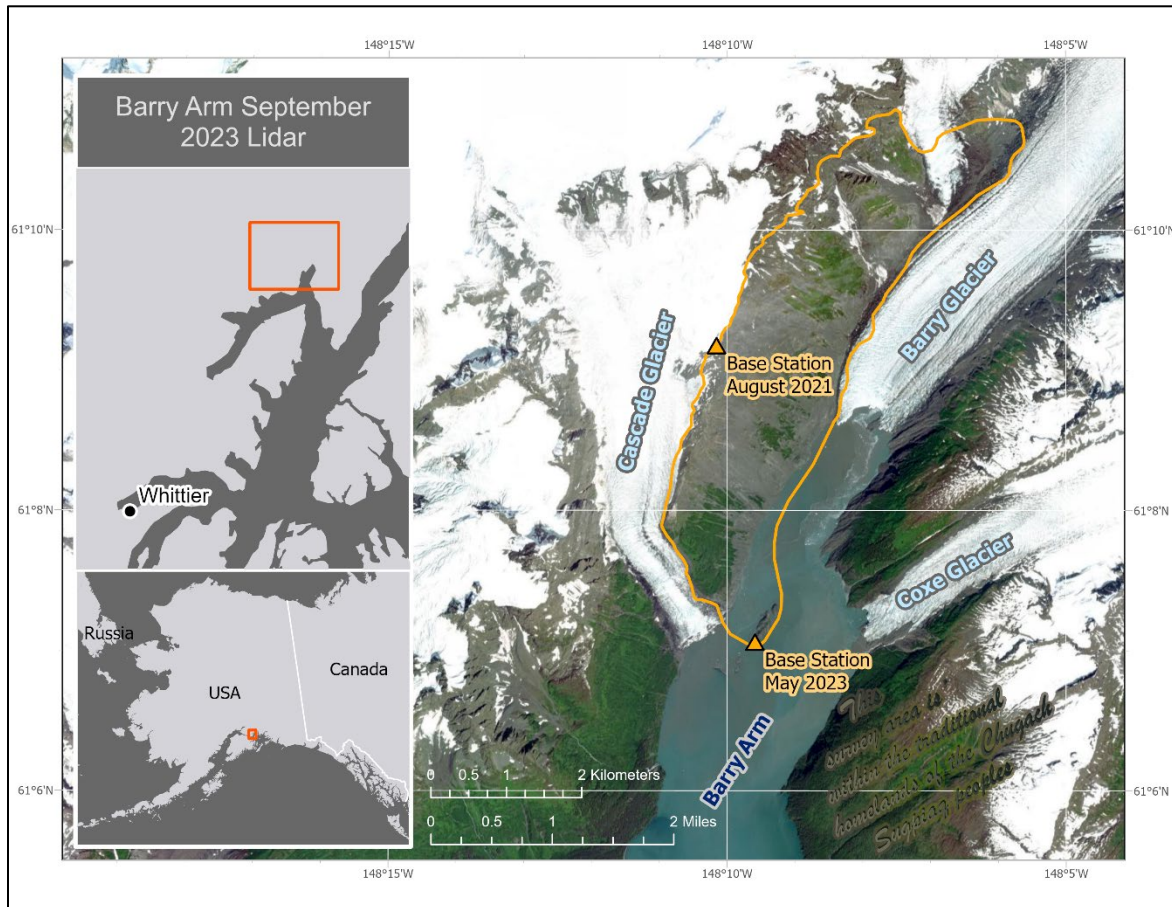 148°15'W
148°10'W
148°5'W
Barry Arm September
2023 Lidar
61°10'N
61°10'N
Barry Glacier
Cascade Glacier
Base Station
August 2021
Whittier
61°8'N
61°8'N
Coxe Glacier
Russia
Canada
USA
Base Station
May 2023
This
survey area is
within the traditional
homelands of the Chugach
Sugpiaq peoples
Barry Arm
0 0.5 1 2 Kilometers
61°6'N
61°6'N
0 0.5 1 2 Miles
148°15'W
148°10'W
148°5'W